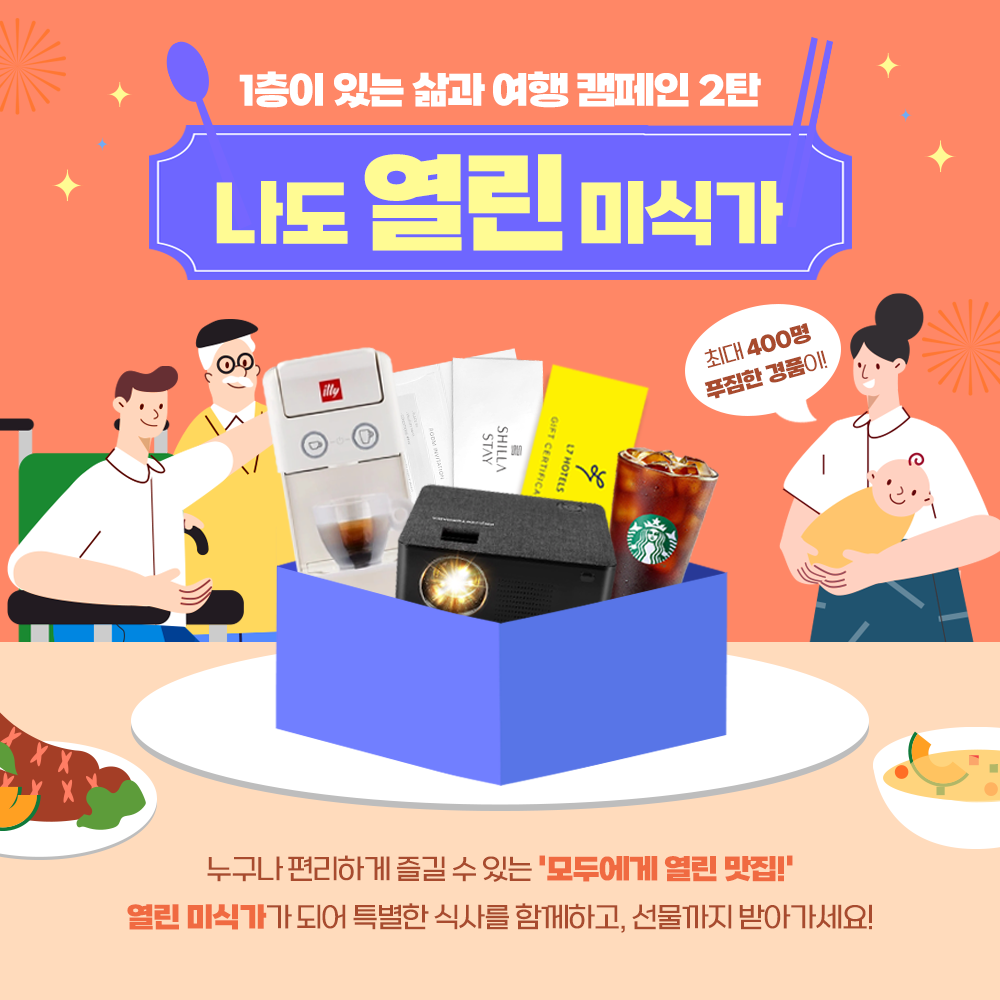 1층이 있는 삶과 여행 캠페인 2탄
나도 열린 미식가
최대 400명
푸짐한 경품이!
illy
SHILLA
STAY
L7 HOTELS
GIFT CERTIFICA
누구나 편리하게 즐길 수 있는 '모두에게 열린 맛집!'
열린 미식가가 되어 특별한 식사를 함께하고, 선물까지 받아가세요!